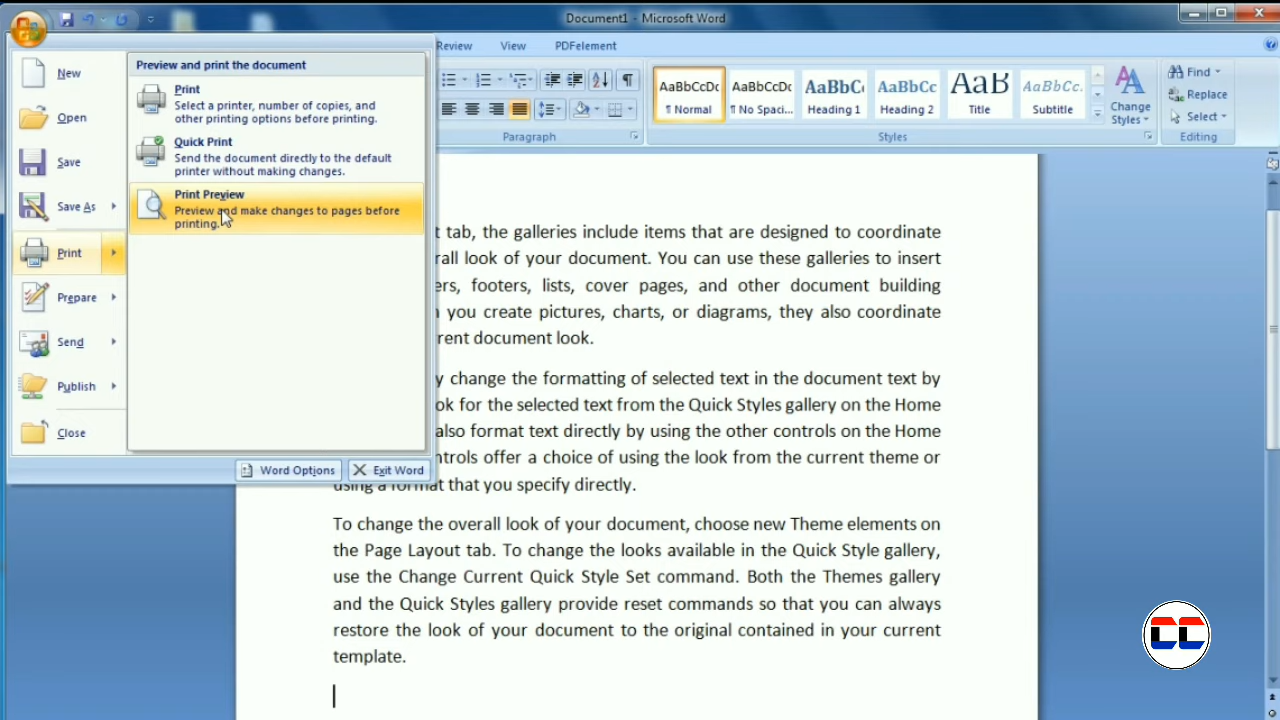 Document1 - Microsoft Word
Review View PDFelement
New
Open
Save
Save As
Print
Prepare
Send
Publish
Close
Preview and print the document
Print
Select a printer, number of copies, and
other printing options before printing.
Quick Print
Send the document directly to the default
printer without making changes.
Print Preview
Preview and make changes to pages before
printing.
Word Options Exit Word
Paragraph
AaBbCcDc AaBbCcDc AaBbCc AaBbCc AaB AaBbCc.
¶ Normal ¶ No Spaci... Heading 1 Heading 2 Title Subtitle
Change
Styles
Styles
Find
Replace
Select
Editing
t tab, the galleries include items that are designed to coordinate
rall look of your document. You can use these galleries to insert
ers, footers, lists, cover pages, and other document building
n you create pictures, charts, or diagrams, they also coordinate
rent document look.
y change the formatting of selected text in the document text by
ok for the selected text from the Quick Styles gallery on the Home
also format text directly by using the other controls on the Home
ntrols offer a choice of using the look from the current theme or
using a format that you specify directly.
To change the overall look of your document, choose new Theme elements on
the Page Layout tab. To change the looks available in the Quick Style gallery,
use the Change Current Quick Style Set command. Both the Themes gallery
and the Quick Styles gallery provide reset commands so that you can always
restore the look of your document to the original contained in your current
template.
CC